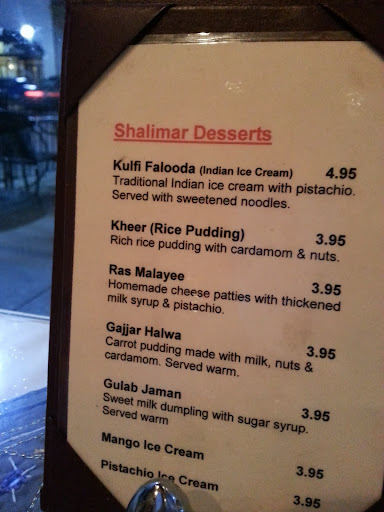 Shalimar Desserts
Kulfi Falooda (Indian Ice Cream) 4.95
Traditional Indian ice cream with pistachio.
Served with sweetened noodles.
Kheer (Rice Pudding) 3.95
Rich rice pudding with cardamom & nuts.
Ras Malayee 3.95
Homemade cheese patties with thickened
milk syrup & pistachio.
Gajjar Halwa 3.95
Carrot pudding made with milk, nuts &
cardamom. Served warm.
Gulab Jaman 3.95
Sweet milk dumpling with sugar syrup.
Served warm
Mango Ice Cream 3.95
Pistachio Ice Cream 3.95